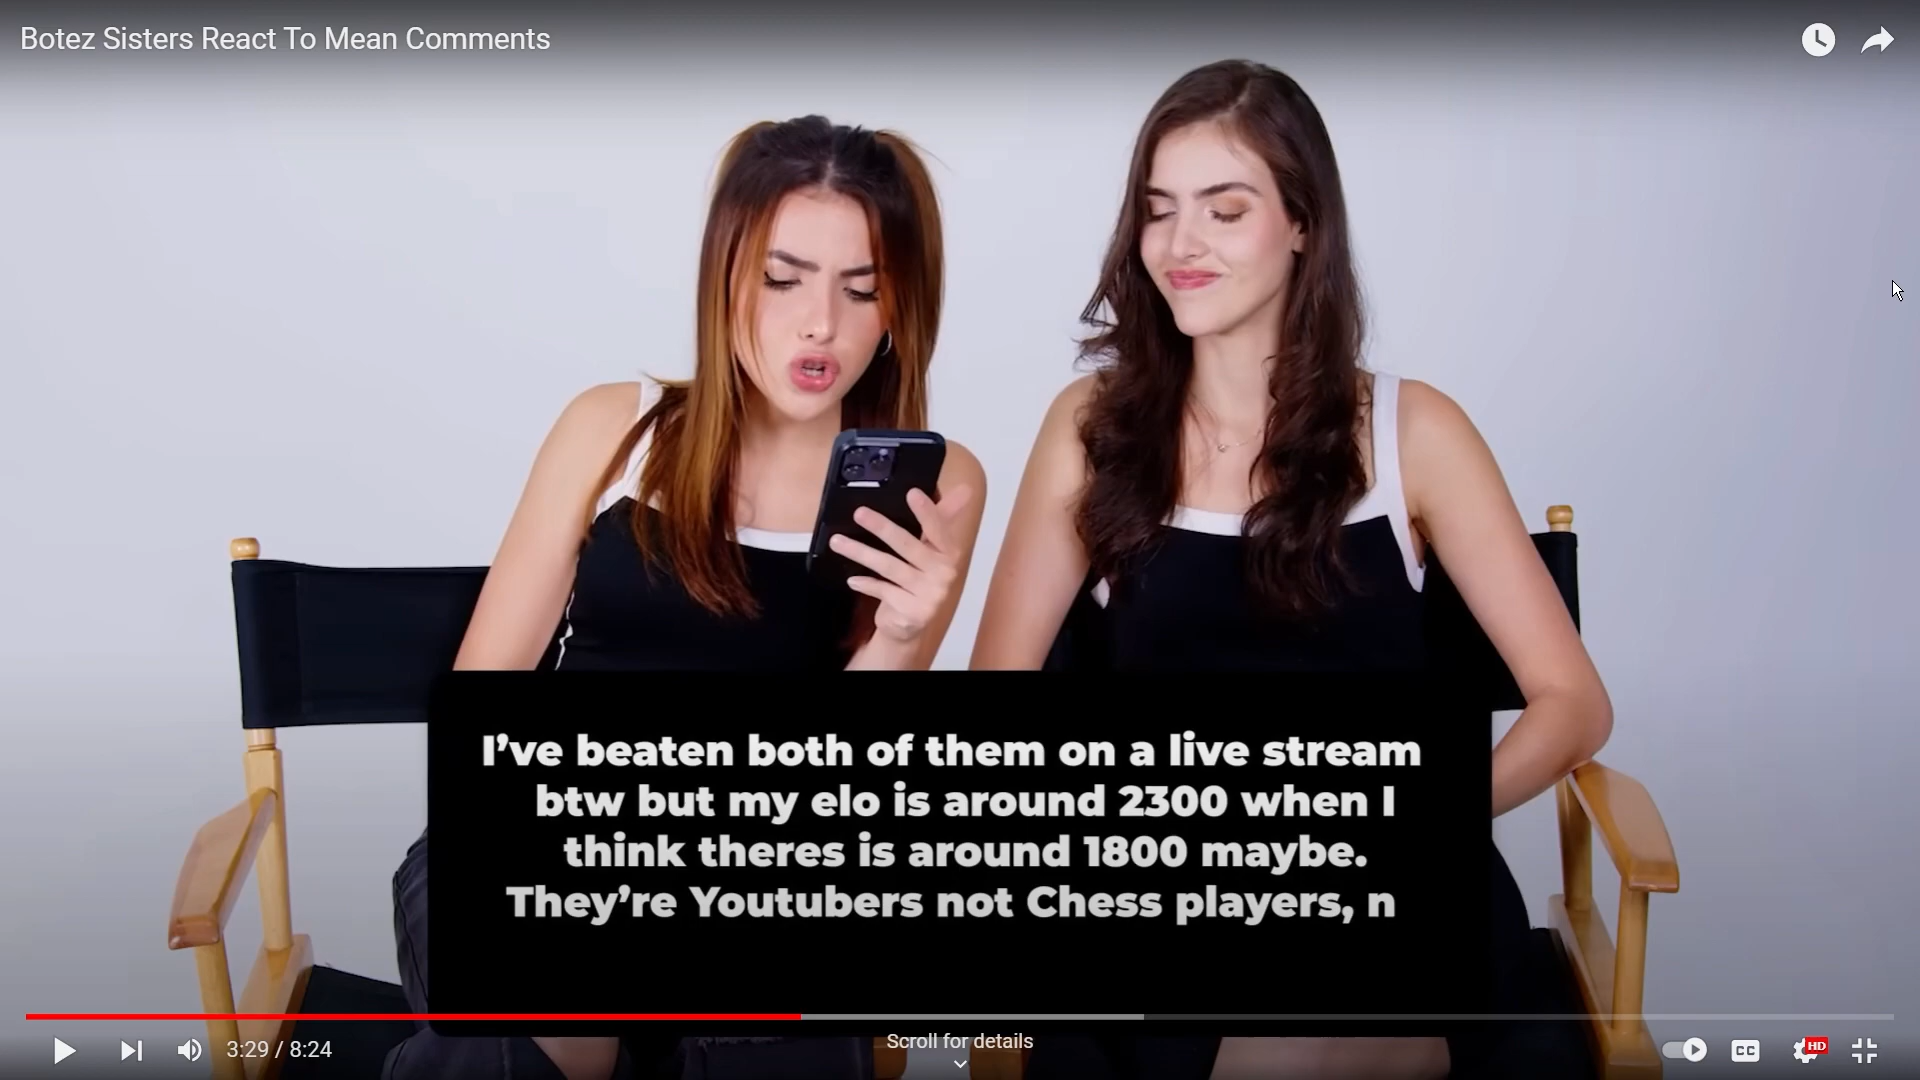 Botez Sisters React To Mean Comments
I’ve beaten both of them on a live stream
btw but my elo is around 2300 when I
think theres is around 1800 maybe.
They’re Youtubers not Chess players, n
Scroll for details
3:29 / 8:24
CC
HD